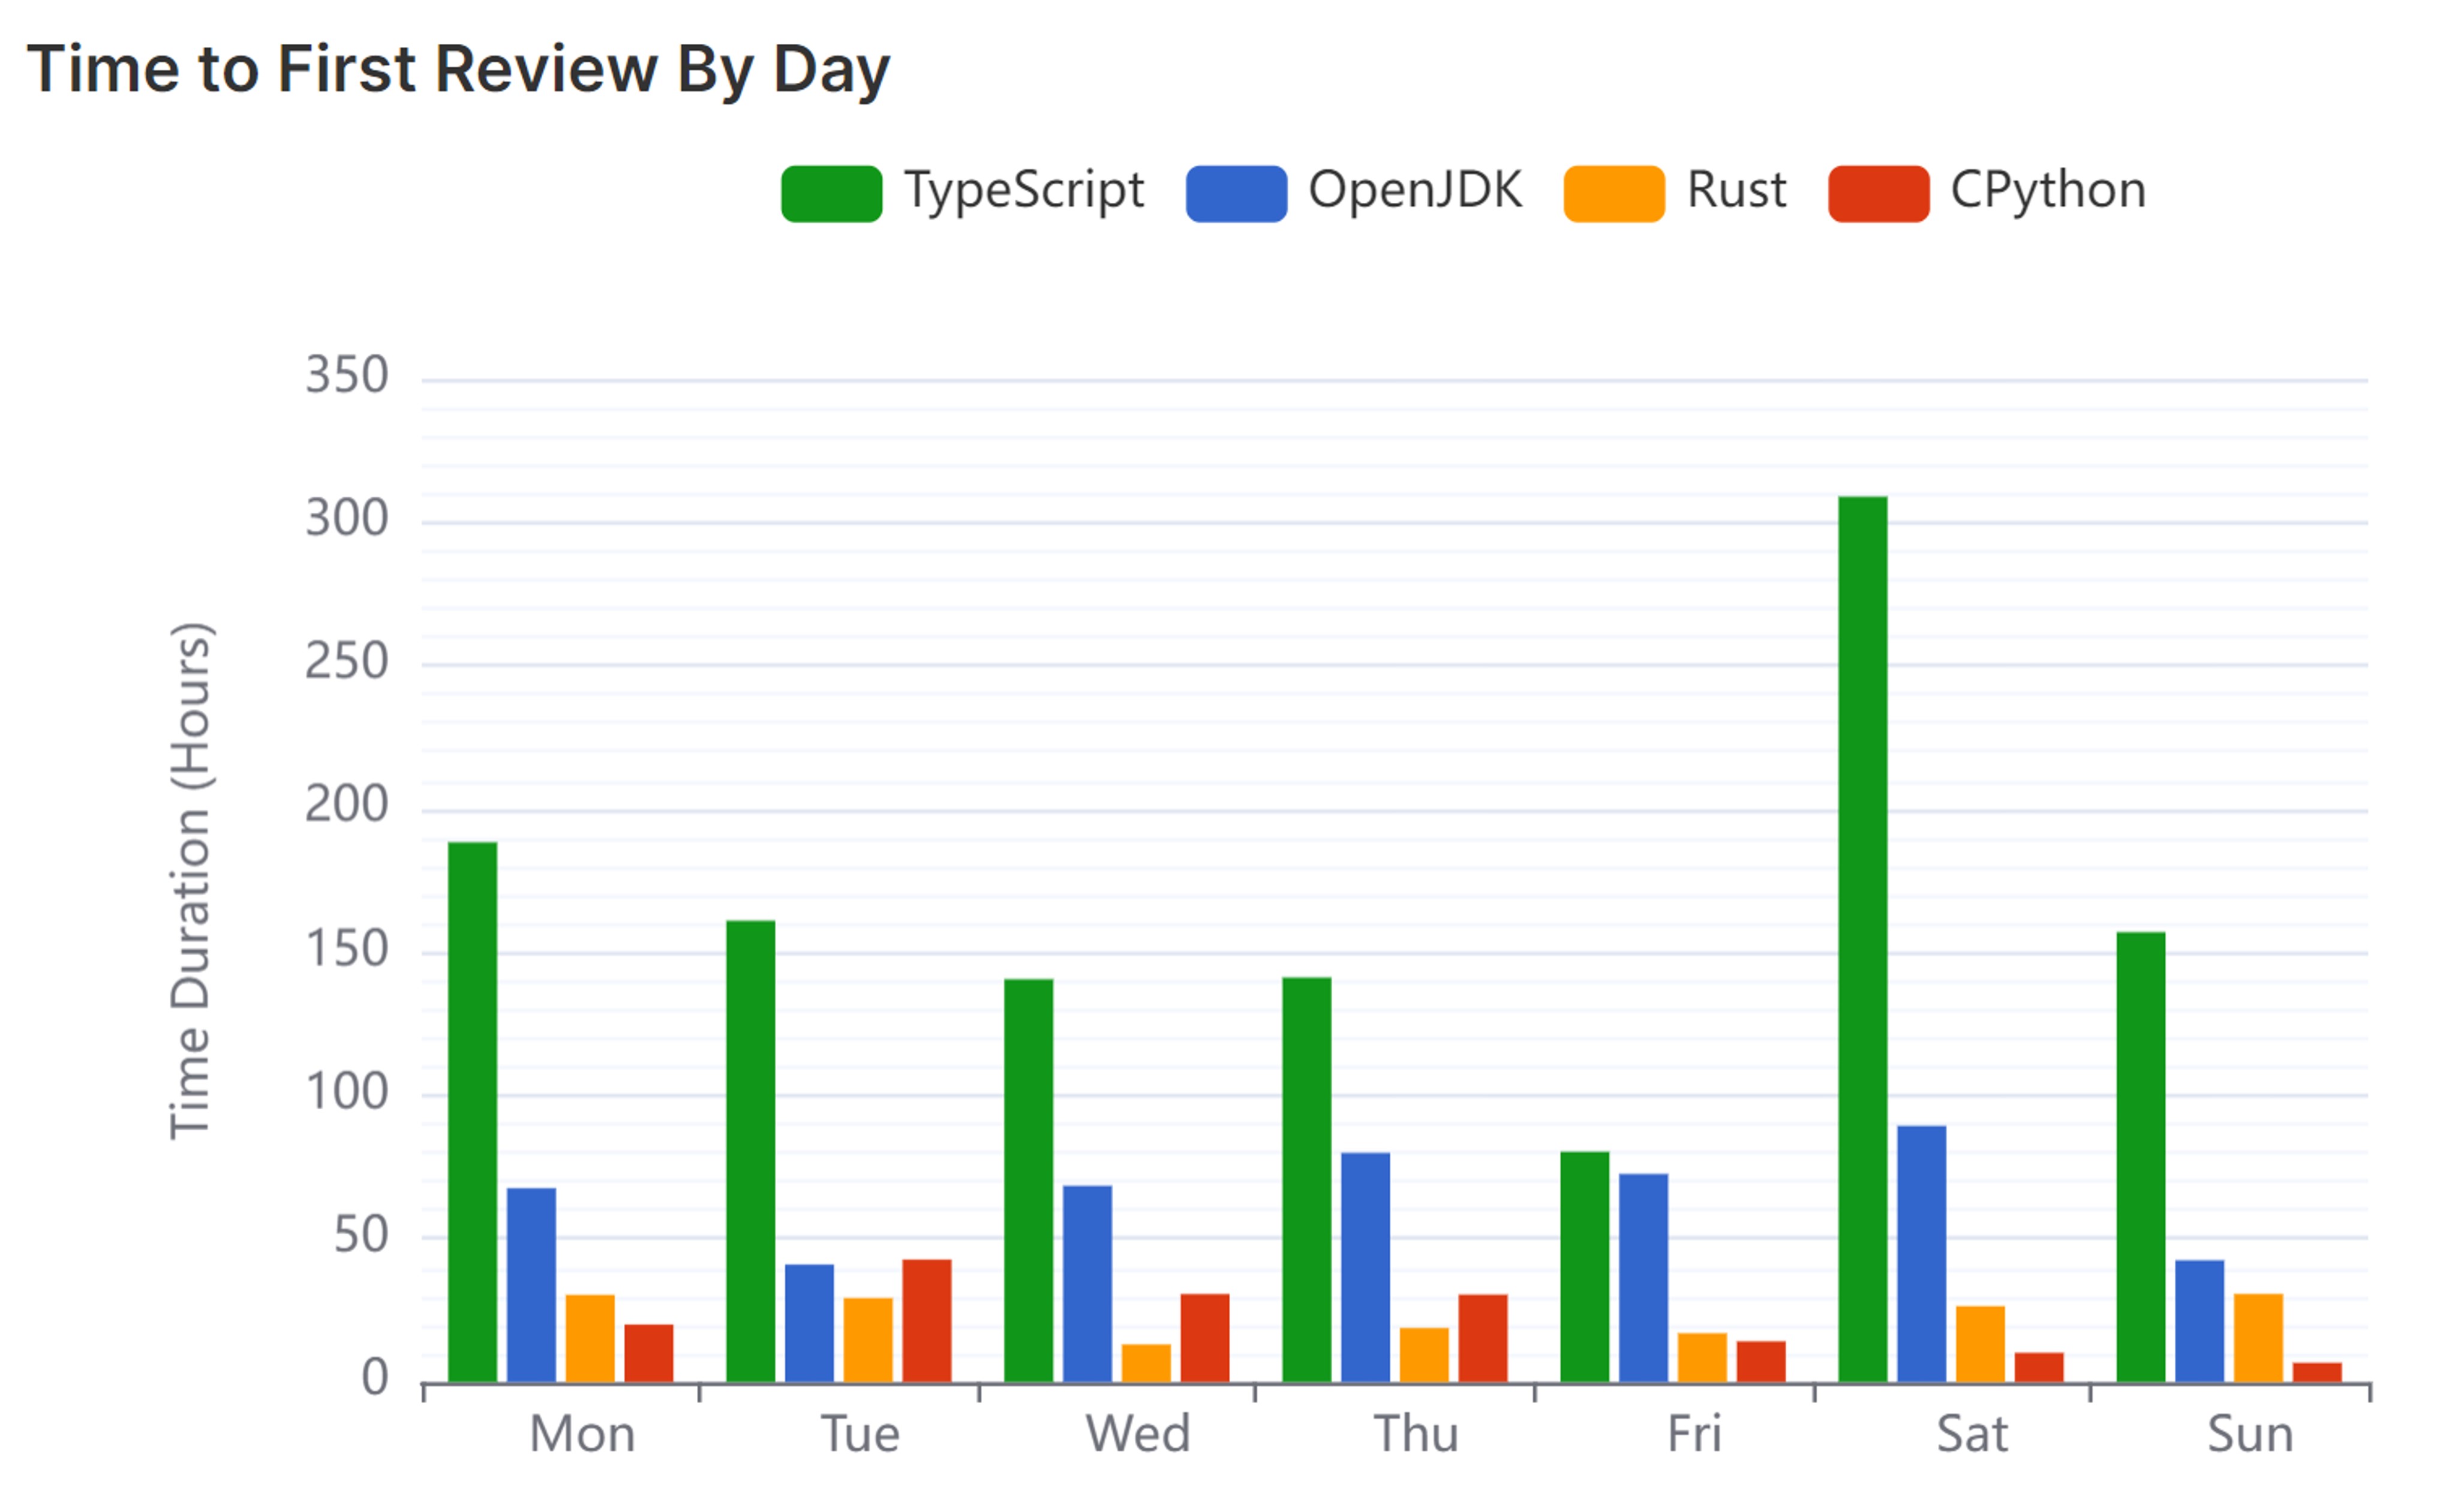 Time to First Review By Day
TypeScript OpenJDK Rust CPython
350
300
250
200
150
100
50
0
Time Duration (Hours)
Mon Tue Wed Thu Fri Sat Sun